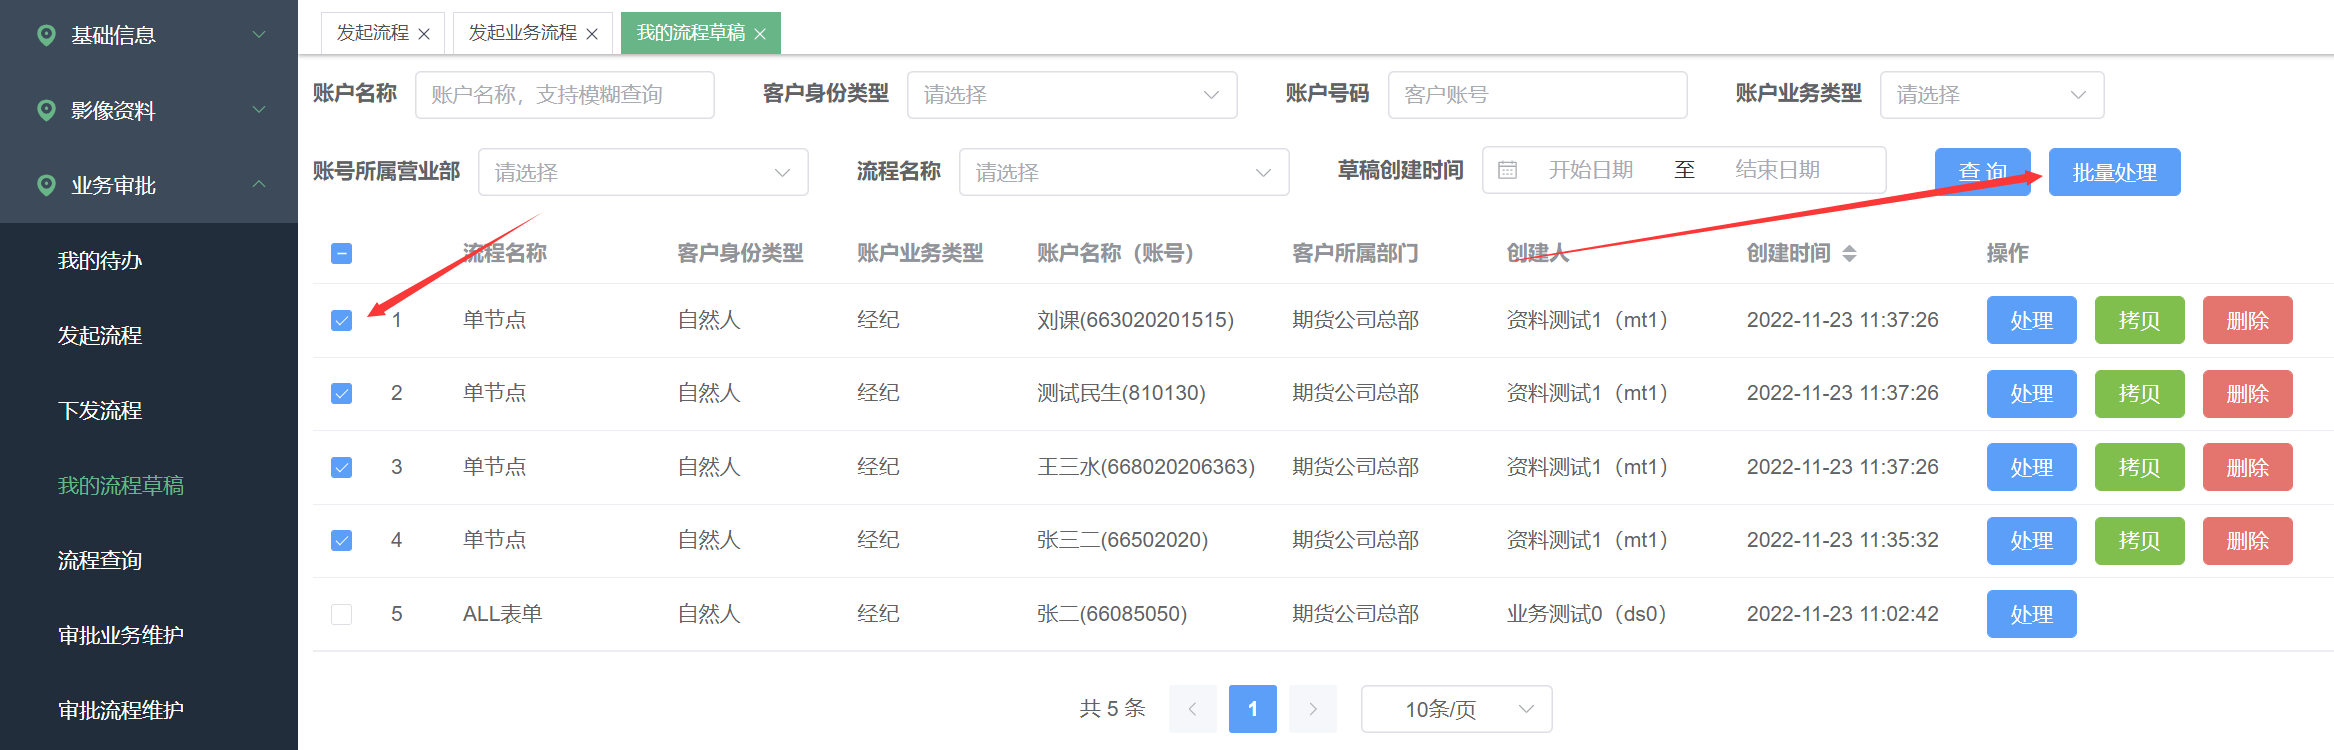 基础信息
影像资料
业务审批
我的待办
发起流程
下发流程
我的流程草稿
流程查询
审批业务维护
审批流程维护
发起流程 发起业务流程 我的流程草稿
账户名称 账户名称，支持模糊查询 客户身份类型 请选择 账户号码 客户账号 账户业务类型 请选择
账号所属营业部 请选择 流程名称 请选择 草稿创建时间 开始日期 至 结束日期 查 询 批量处理
流程名称 客户身份类型 账户业务类型 账户名称（账号） 客户所属部门 创建人 创建时间 操作
1 单节点 自然人 经纪 刘课(663020201515) 期货公司总部 资料测试1（mt1） 2022-11-23 11:37:26 处理 拷贝 删除
2 单节点 自然人 经纪 测试民生(810130) 期货公司总部 资料测试1（mt1） 2022-11-23 11:37:26 处理 拷贝 删除
3 单节点 自然人 经纪 王三水(668020206363) 期货公司总部 资料测试1（mt1） 2022-11-23 11:37:26 处理 拷贝 删除
4 单节点 自然人 经纪 张三二(66502020) 期货公司总部 资料测试1（mt1） 2022-11-23 11:35:32 处理 拷贝 删除
5 ALL表单 自然人 经纪 张二(66085050) 期货公司总部 业务测试0（ds0） 2022-11-23 11:02:42 处理
共 5 条 1 10条/页